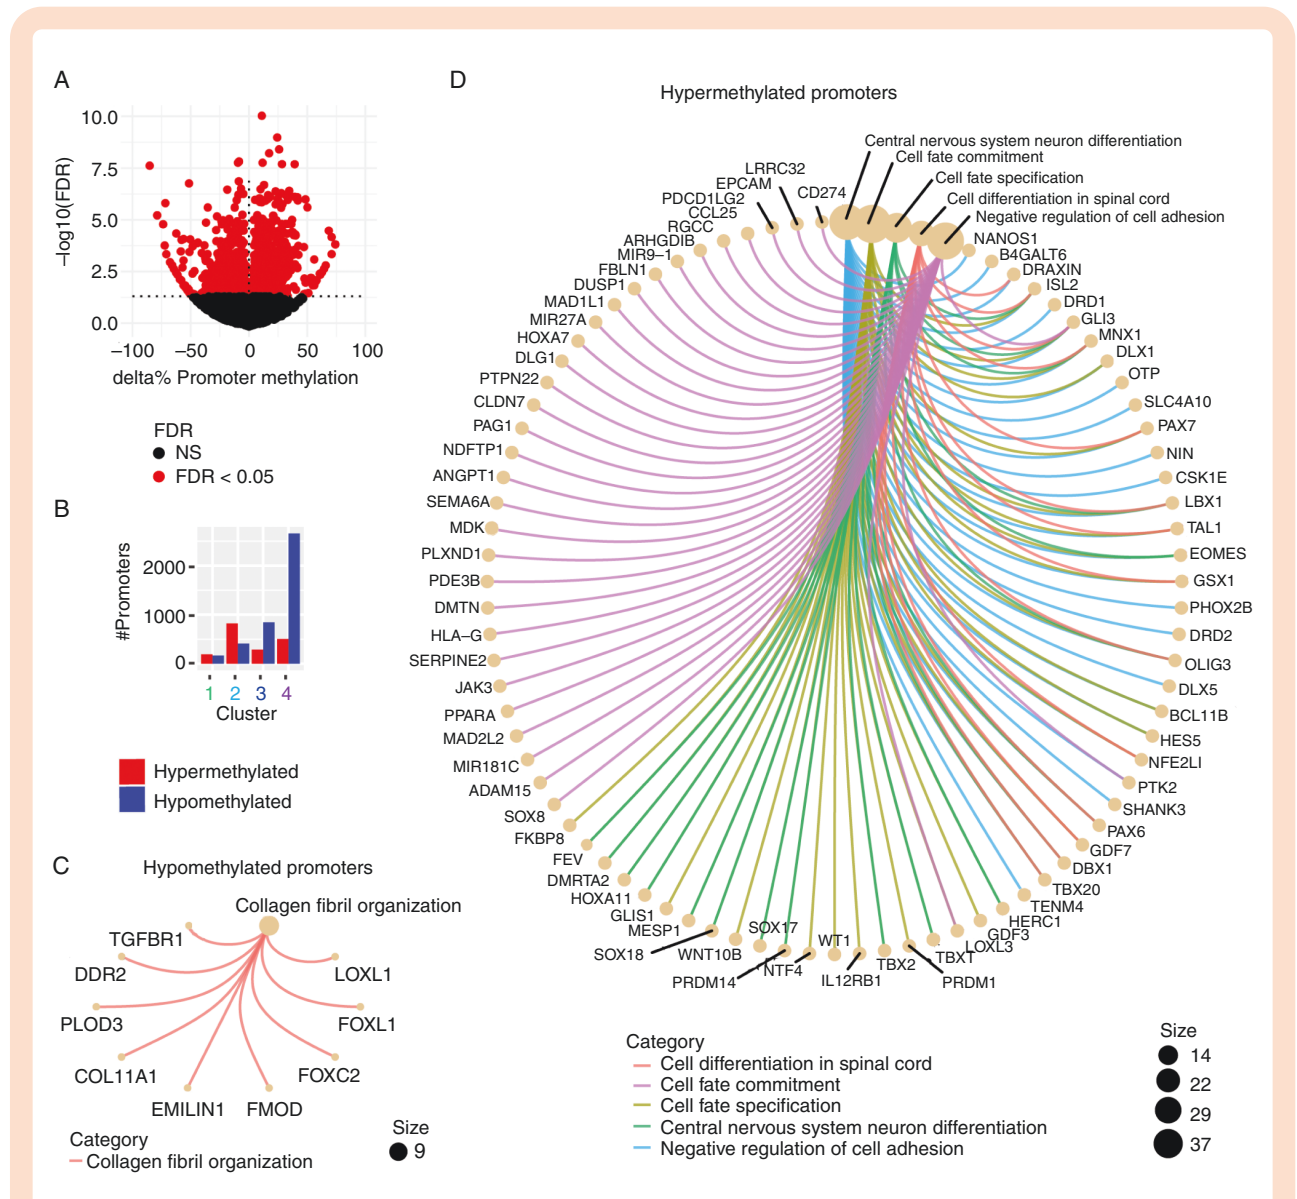 A
10.0
7.5
5.0
2.5
0.0
−log10(FDR)
−100 −50 0 50 100
delta% Promoter methylation
FDR
NS
FDR < 0.05
B
#Promoters
2000
1000
0
1 2 3 4
Cluster
Hypermethylated
Hypomethylated
C
Hypomethylated promoters
Collagen fibril organization
TGFBR1
DDR2
LOXL1
PLOD3
FOXL1
COL11A1
FOXC2
EMILIN1
FMOD
Category
Collagen fibril organization
Size
9
D
Hypermethylated promoters
Central nervous system neuron differentiation
Cell fate commitment
Cell fate specification
Cell differentiation in spinal cord
Negative regulation of cell adhesion
NANOS1
B4GALT6
DRAXIN
ISL2
DRD1
GLI3
MNX1
DLX1
OTP
SLC4A10
PAX7
NIN
CSK1E
LBX1
TAL1
EOMES
GSX1
PHOX2B
DRD2
OLIG3
DLX5
BCL11B
HES5
NFE2LI
PTK2
SHANK3
PAX6
GDF7
DBX1
TBX20
TENM4
HERC1
GDF3
LOXL3
TBXT
PRDM1
TBX2
IL12RB1
WT1
NTF4
SOX17
PRDM14
WNT10B
SOX18
MESP1
GLIS1
HOXA11
DMRTA2
FEV
FKBP8
SOX8
ADAM15
MIR181C
MAD2L2
PPARA
JAK3
SERPINE2
HLA−G
DMTN
PDE3B
PLXND1
MDK
SEMA6A
ANGPT1
NDFTP1
PAG1
CLDN7
PTPN22
DLG1
HOXA7
MIR27A
MAD1L1
DUSP1
FBLN1
MIR9−1
ARHGDIB
RGCC
CCL25
PDCD1LG2
EPCAM
LRRC32
CD274
Category
Cell differentiation in spinal cord
Cell fate commitment
Cell fate specification
Central nervous system neuron differentiation
Negative regulation of cell adhesion
Size
14
22
29
37